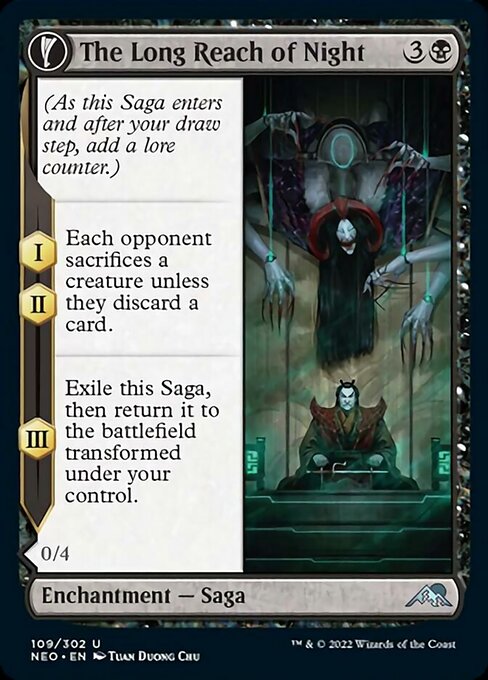 The Long Reach of Night 3
(As this Saga enters
and after your draw
step, add a lore
counter.)
I
II
Each opponent
sacrifices a
creature unless
they discard a
card.
III
Exile this Saga,
then return it to
the battlefield
transformed
under your
control.
0/4
Enchantment — Saga
109/302 U
NEO • EN Tuan Duong Chu
™ & © 2022 Wizards of the Coast